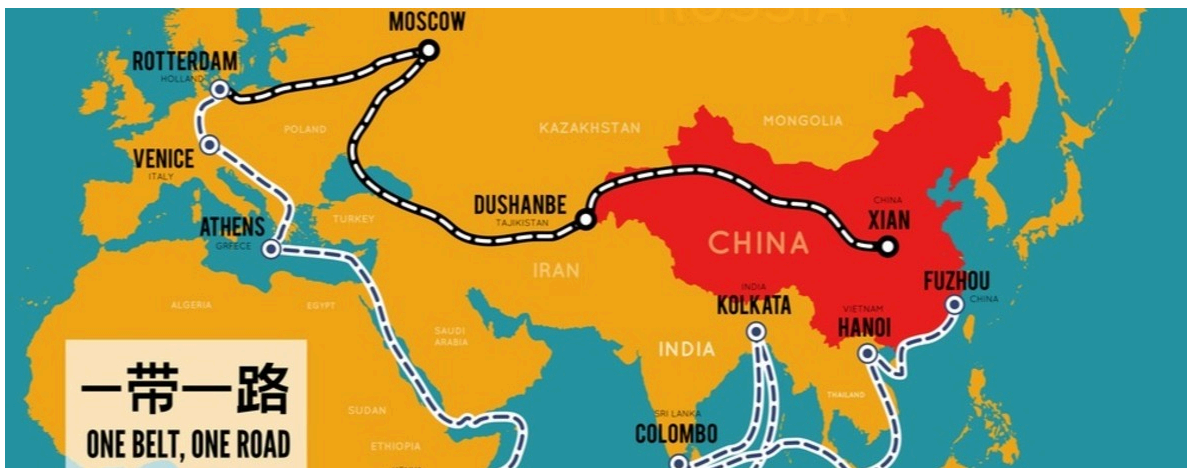 RUSSIA
MOSCOW
ROTTERDAM
HOLLAND
POLAND
KAZAKHSTAN
MONGOLIA
VENICE
ITALY
DUSHANBE
TAJIKISTAN
CHINA
XIAN
ATHENS
GREECE
TURKEY
CHINA
IRAN
FUZHOU
CHINA
INDIA
KOLKATA
VIETNAM
HANOI
ALGERIA
EGYPT
SAUDI
ARABIA
INDIA
THAILAND
SUDAN
SRI LANKA
COLOMBO
ETHIOPIA
一带一路
ONE BELT, ONE ROAD